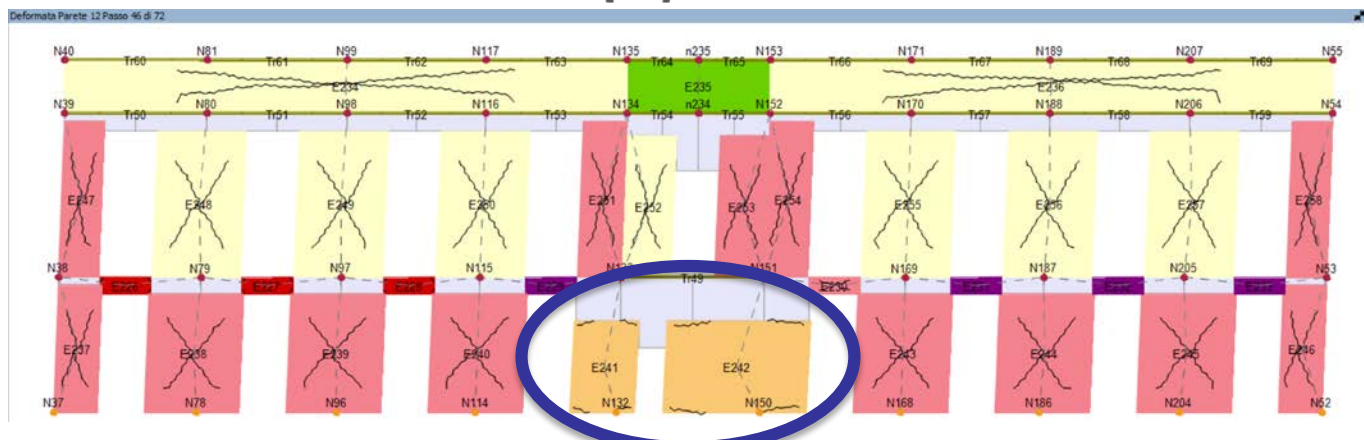 Deformata Parete 12 Passo 46 di 72
N40 N81 N99 N117 N135 n235 N153 N171 N189 N207 N55
Tr60 Tr61 Tr62 Tr63 Tr64 Tr65 Tr66 Tr67 Tr68 Tr69
E234 E235 E236
N39 N80 N98 N116 N134 n234 N152 N170 N188 N206 N54
Tr50 Tr51 Tr52 Tr53 Tr54 Tr55 Tr56 Tr57 Tr58 Tr59
E247 E248 E249 E250 E251 E252 E253 E254 E255 E256 E257 E258
N38 N79 N97 N115 Tr49 N151 N169 N187 N205 N53
E230
E237 E238 E239 E240 E241 E242 E243 E244 E245 E246
N37 N78 N96 N114 N132 N150 N168 N186 N204 N52